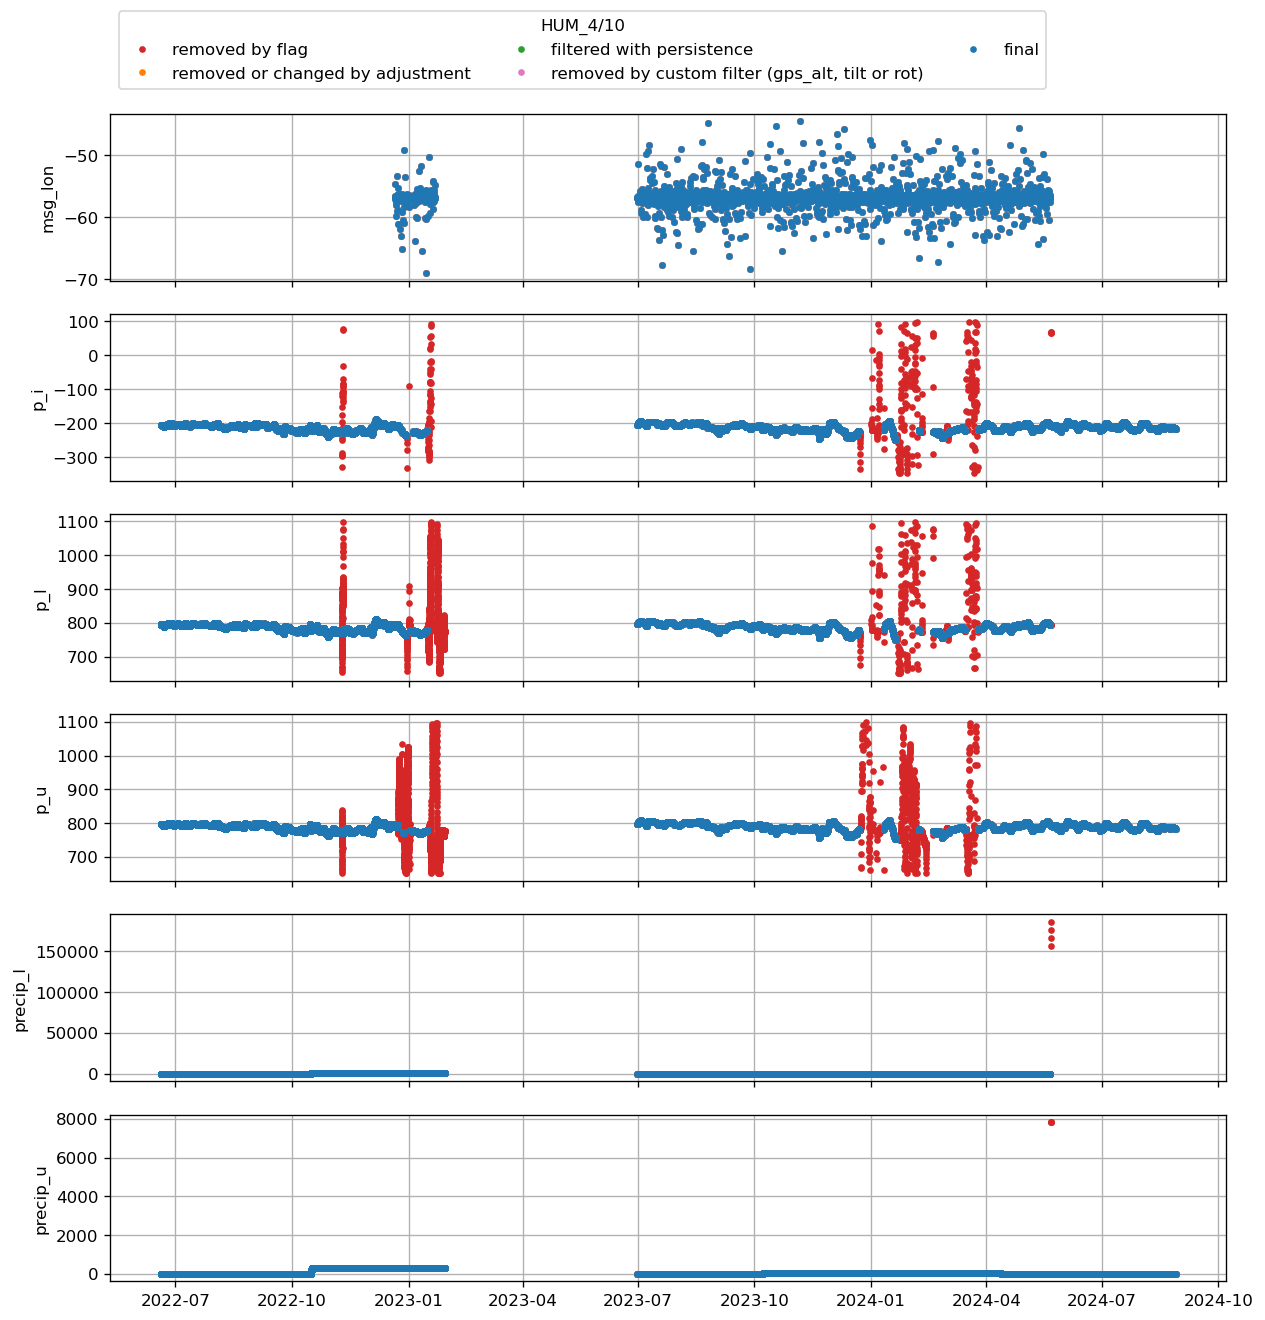 HUM_4/10
removed by flag
removed or changed by adjustment
filtered with persistence
removed by custom filter (gps_alt, tilt or rot)
final
msg_lon
−50
−60
−70
p_i
100
0
−100
−200
−300
p_l
1100
1000
900
800
700
p_u
1100
1000
900
800
700
precip_l
150000
100000
50000
0
precip_u
8000
6000
4000
2000
0
2022-07 2022-10 2023-01 2023-04 2023-07 2023-10 2024-01 2024-04 2024-07 2024-10